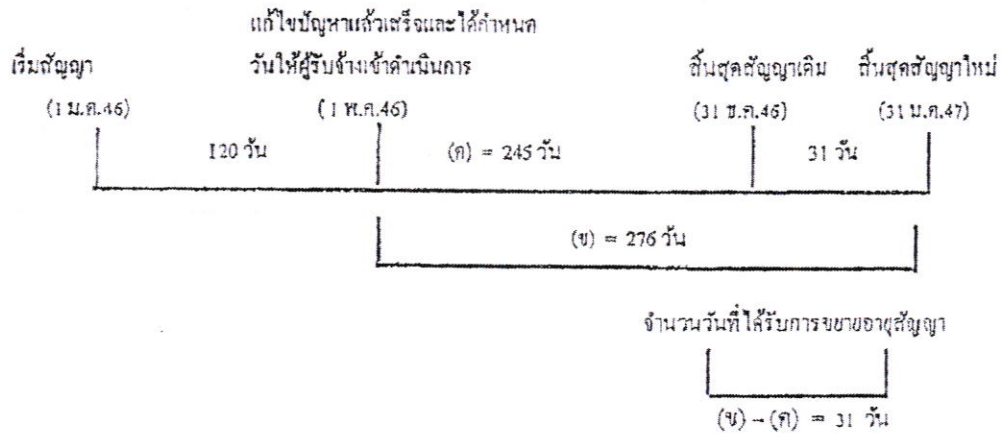 แก้ไขปัญหาแล้วเสร็จและได้กำหนด
เริ่มสัญญา วันให้ผู้รับจ้างเข้าดำเนินการ สิ้นสุดสัญญาเดิม สิ้นสุดสัญญาใหม่
(1 ม.ค.46) (1 พ.ค.46) (31 ธ.ค.46) (31 ม.ค.47)
120 วัน (ค) = 245 วัน 31 วัน
(ข) = 276 วัน
จำนวนวันที่ได้รับการขยายอายุสัญญา
(ข) – (ค) = 31 วัน